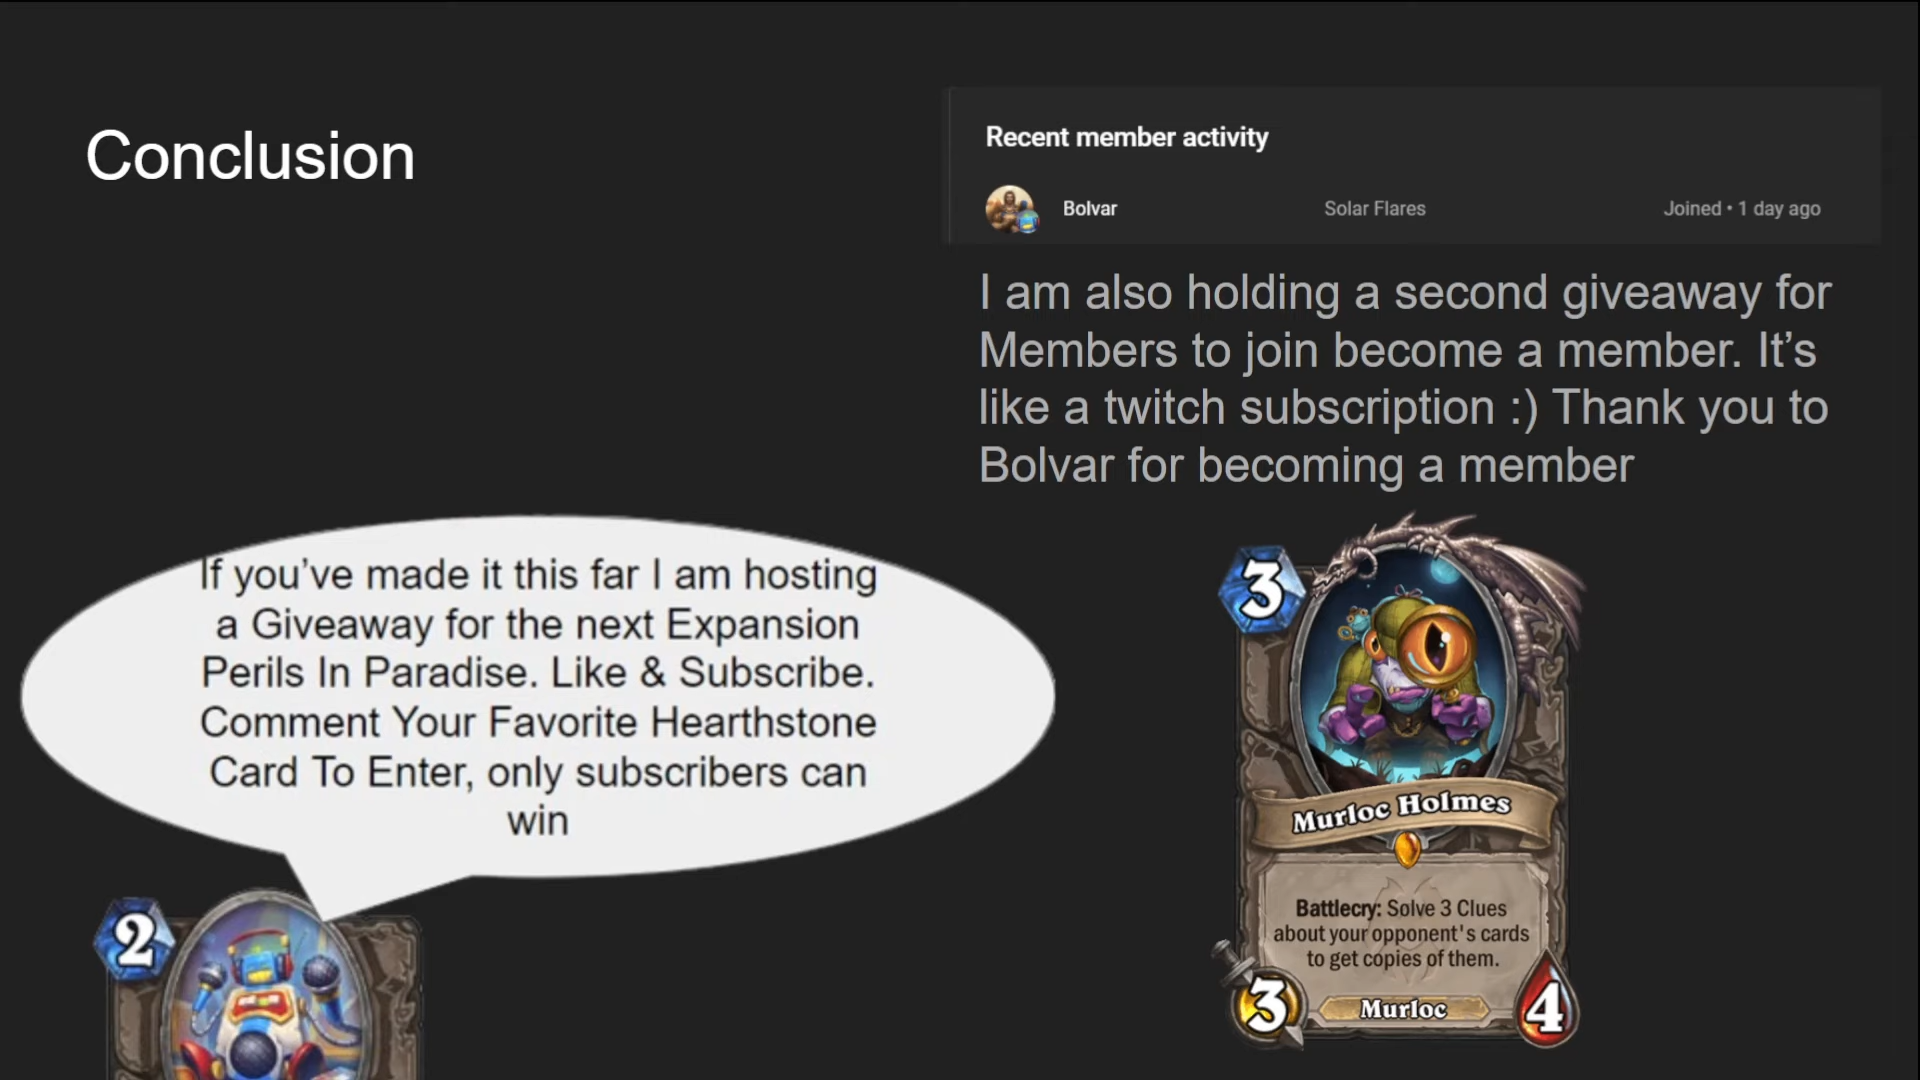 Conclusion
Recent member activity
Bolvar Solar Flares Joined • 1 day ago
I am also holding a second giveaway for
Members to join become a member. It’s
like a twitch subscription :) Thank you to
Bolvar for becoming a member
If you’ve made it this far I am hosting
a Giveaway for the next Expansion
Perils In Paradise. Like & Subscribe.
Comment Your Favorite Hearthstone
Card To Enter, only subscribers can
win
2
3
Murloc Holmes
Battlecry: Solve 3 Clues
about your opponent's cards
to get copies of them.
3 Murloc 4